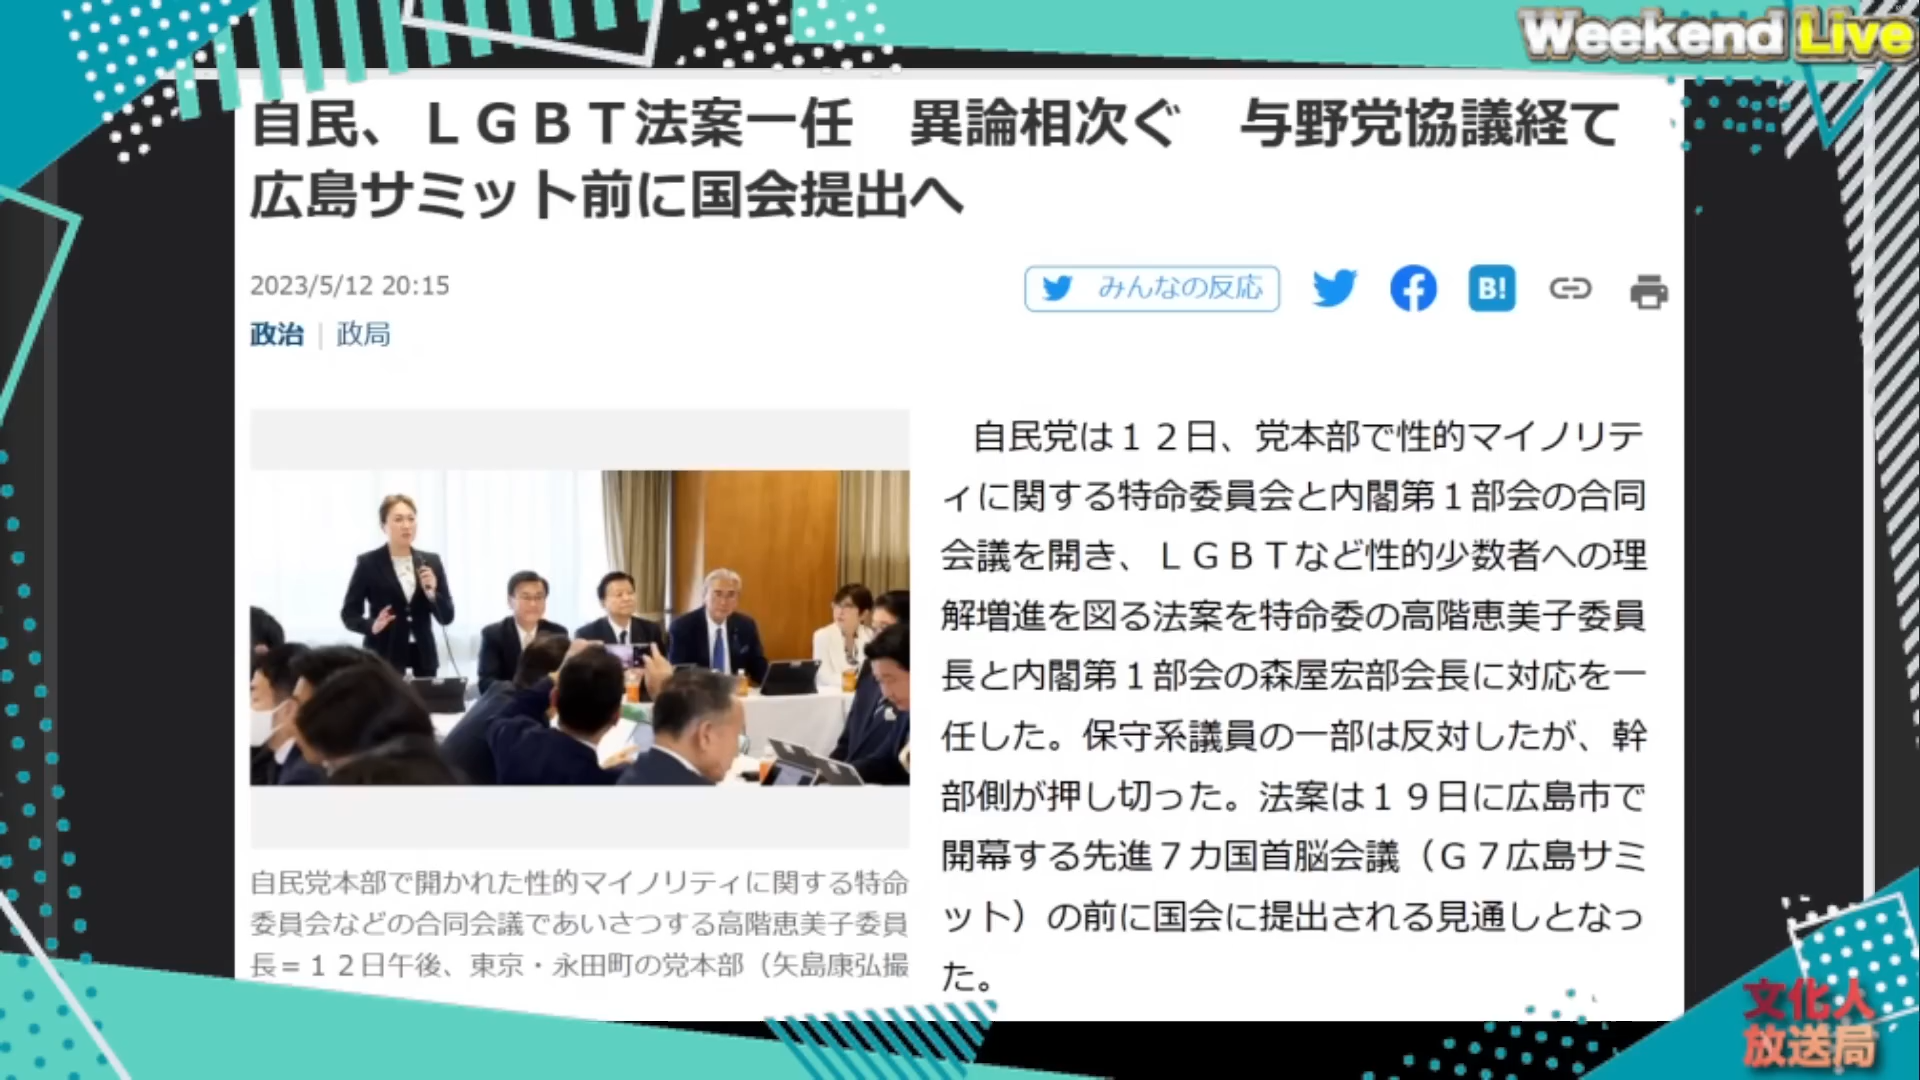 Weekend Live
自民、ＬＧＢＴ法案一任　異論相次ぐ　与野党協議経て
広島サミット前に国会提出へ
2023/5/12 20:15
みんなの反応
B!
政治 | 政局
自民党は１２日、党本部で性的マイノリテ
ィに関する特命委員会と内閣第１部会の合同
会議を開き、ＬＧＢＴなど性的少数者への理
解増進を図る法案を特命委の高階恵美子委員
長と内閣第１部会の森屋宏部会長に対応を一
任した。保守系議員の一部は反対したが、幹
部側が押し切った。法案は１９日に広島市で
開幕する先進７カ国首脳会議（Ｇ７広島サミ
ット）の前に国会に提出される見通しとなっ
た。
自民党本部で開かれた性的マイノリティに関する特命
委員会などの合同会議であいさつする高階恵美子委員
長＝１２日午後、東京・永田町の党本部（矢島康弘撮
文化人
放送局